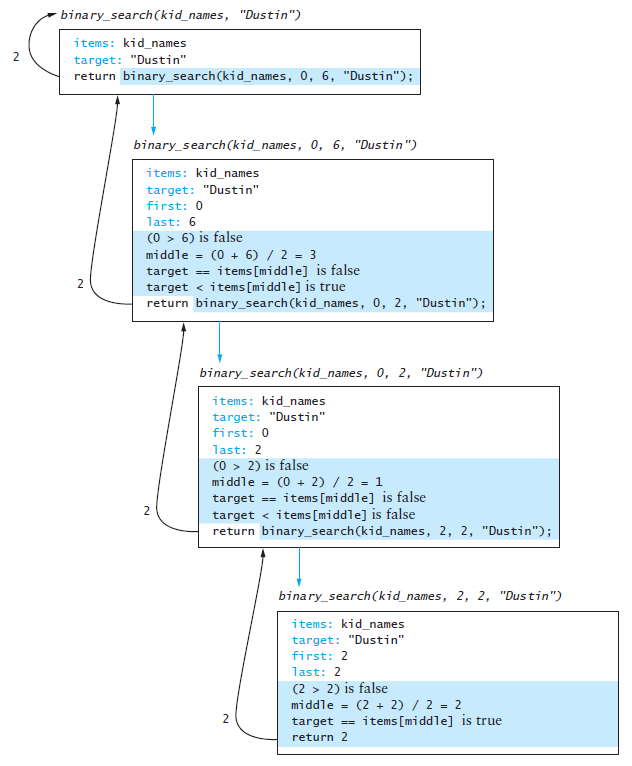 binary_search(kid_names, "Dustin")
items: kid_names
target: "Dustin"
return binary_search(kid_names, 0, 6, "Dustin");
2
binary_search(kid_names, 0, 6, "Dustin")
items: kid_names
target: "Dustin"
first: 0
last: 6
(0 > 6) is false
middle = (0 + 6) / 2 = 3
target == items[middle] is false
target < items[middle] is true
return binary_search(kid_names, 0, 2, "Dustin");
2
binary_search(kid_names, 0, 2, "Dustin")
items: kid_names
target: "Dustin"
first: 0
last: 2
(0 > 2) is false
middle = (0 + 2) / 2 = 1
target == items[middle] is false
target < items[middle] is false
return binary_search(kid_names, 2, 2, "Dustin");
2
binary_search(kid_names, 2, 2, "Dustin")
items: kid_names
target: "Dustin"
first: 2
last: 2
(2 > 2) is false
middle = (2 + 2) / 2 = 2
target == items[middle] is true
return 2
2